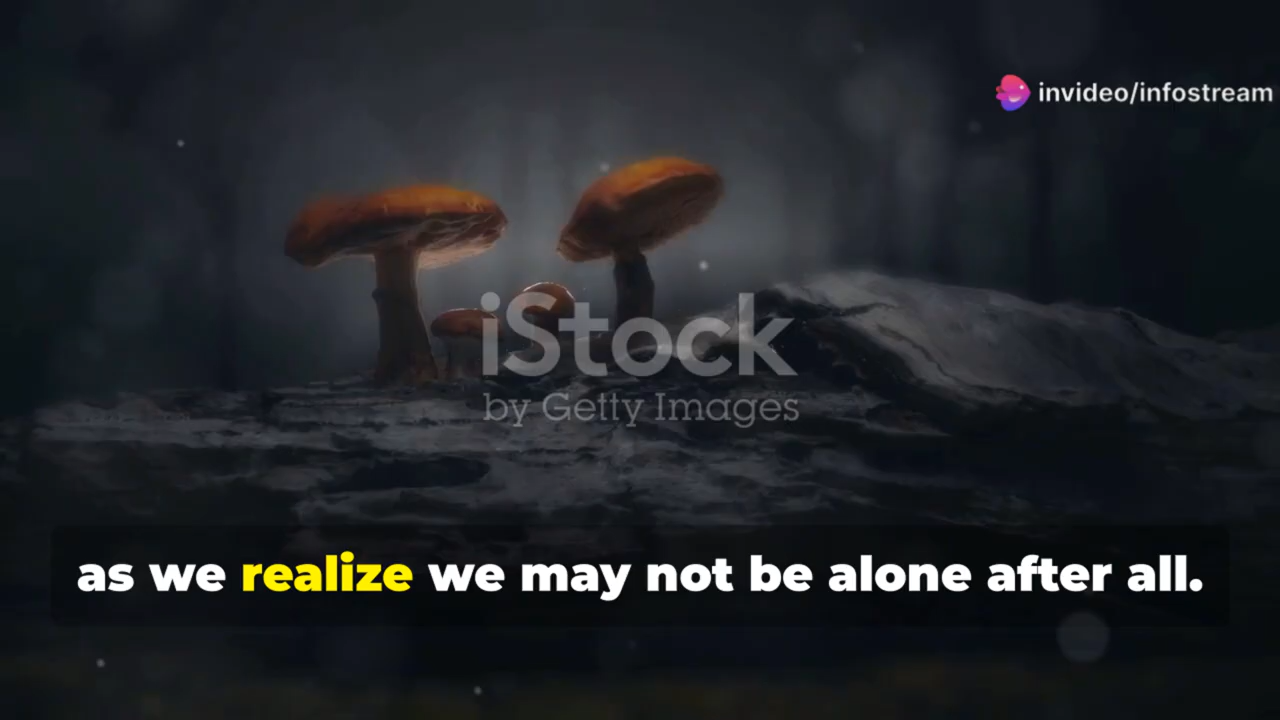 invideo/infostream
iStock
by Getty Images
as we realize we may not be alone after all.